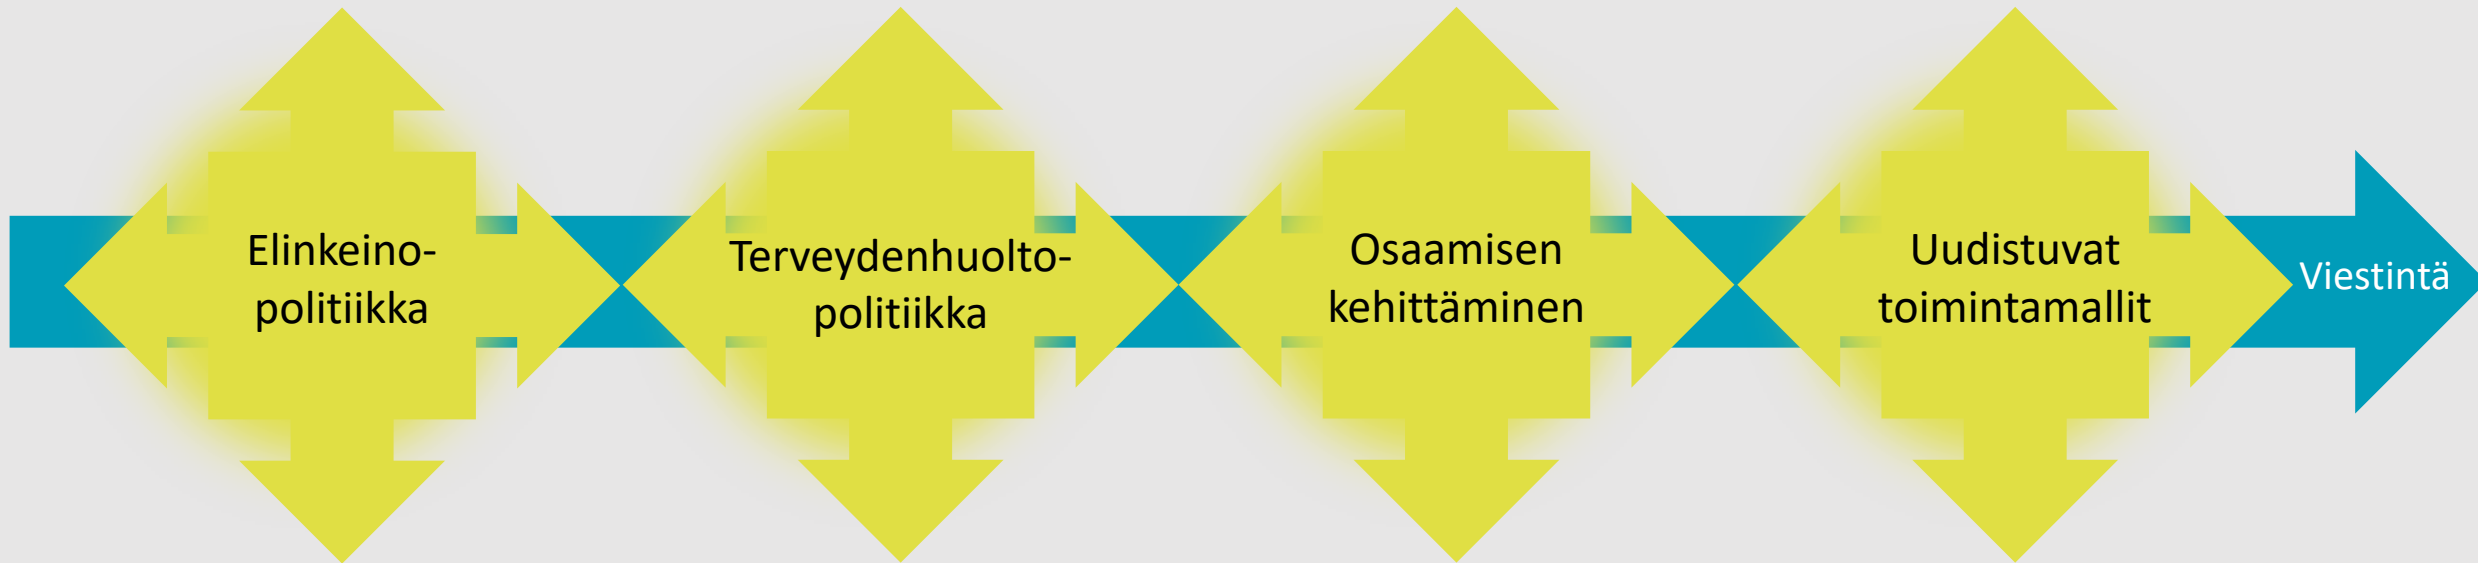 Elinkeino-
politiikka
Terveydenhuolto-
politiikka
Osaamisen
kehittäminen
Uudistuvat
toimintamallit
Viestintä